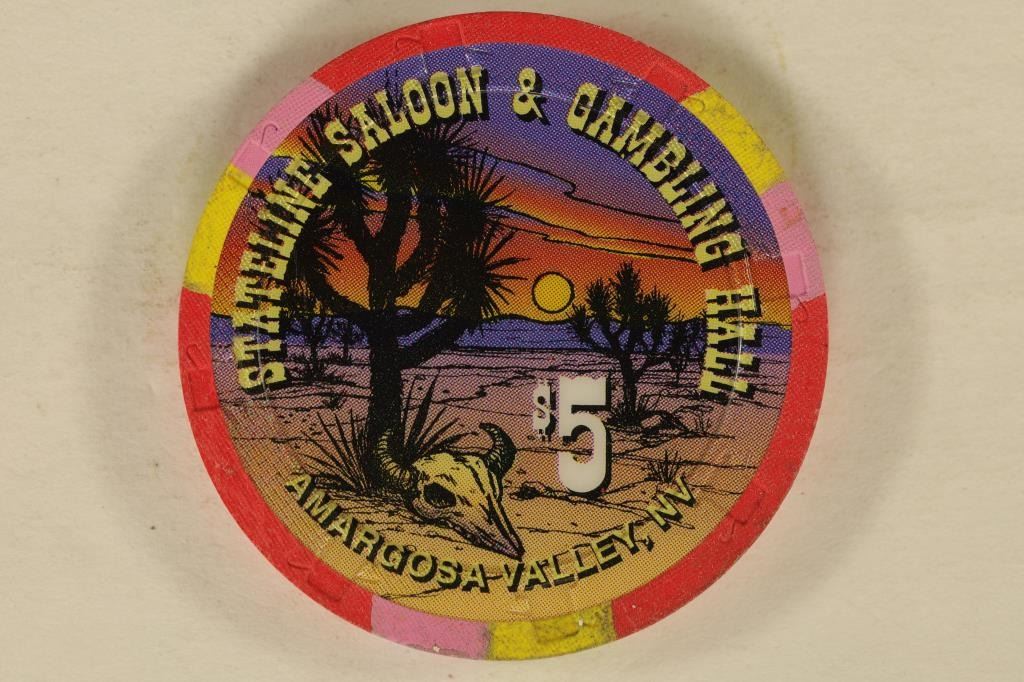 STATELINE SALOON & GAMBLING HALL
$5
AMARGOSA VALLEY, NV